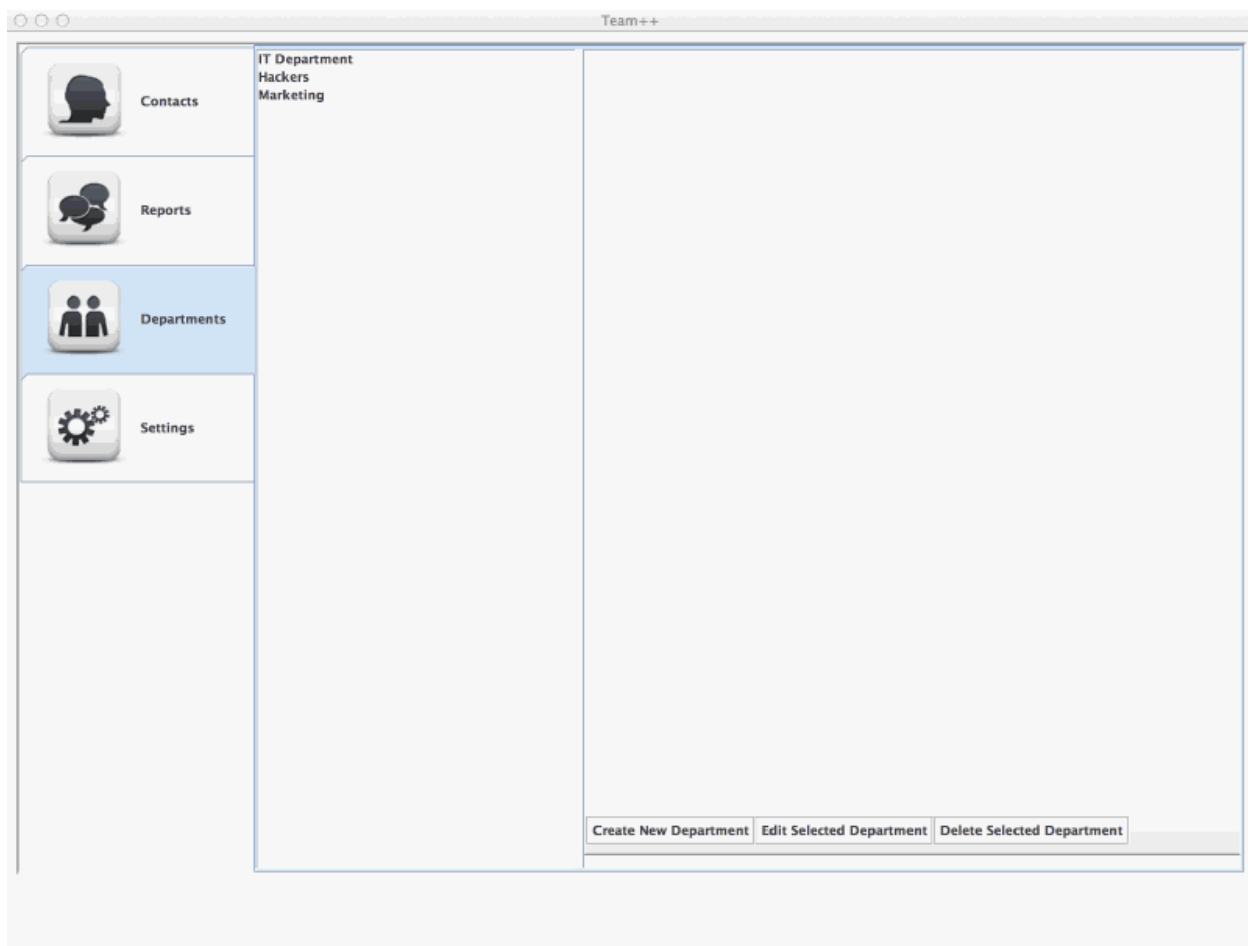 Team++
Contacts
Reports
Departments
Settings
IT Department
Hackers
Marketing
Create New Department
Edit Selected Department
Delete Selected Department